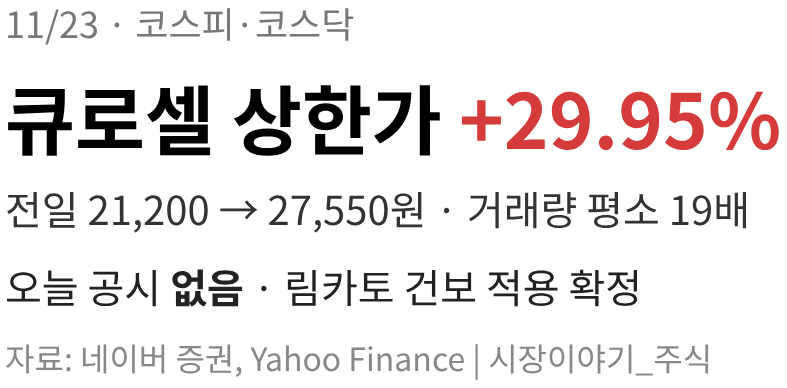 11/23 · 코스피·코스닥
큐로셀 상한가 +29.95%
전일 21,200 → 27,550원 · 거래량 평소 19배
오늘 공시 없음 · 림카토 건보 적용 확정
자료: 네이버 증권, Yahoo Finance | 시장이야기_주식